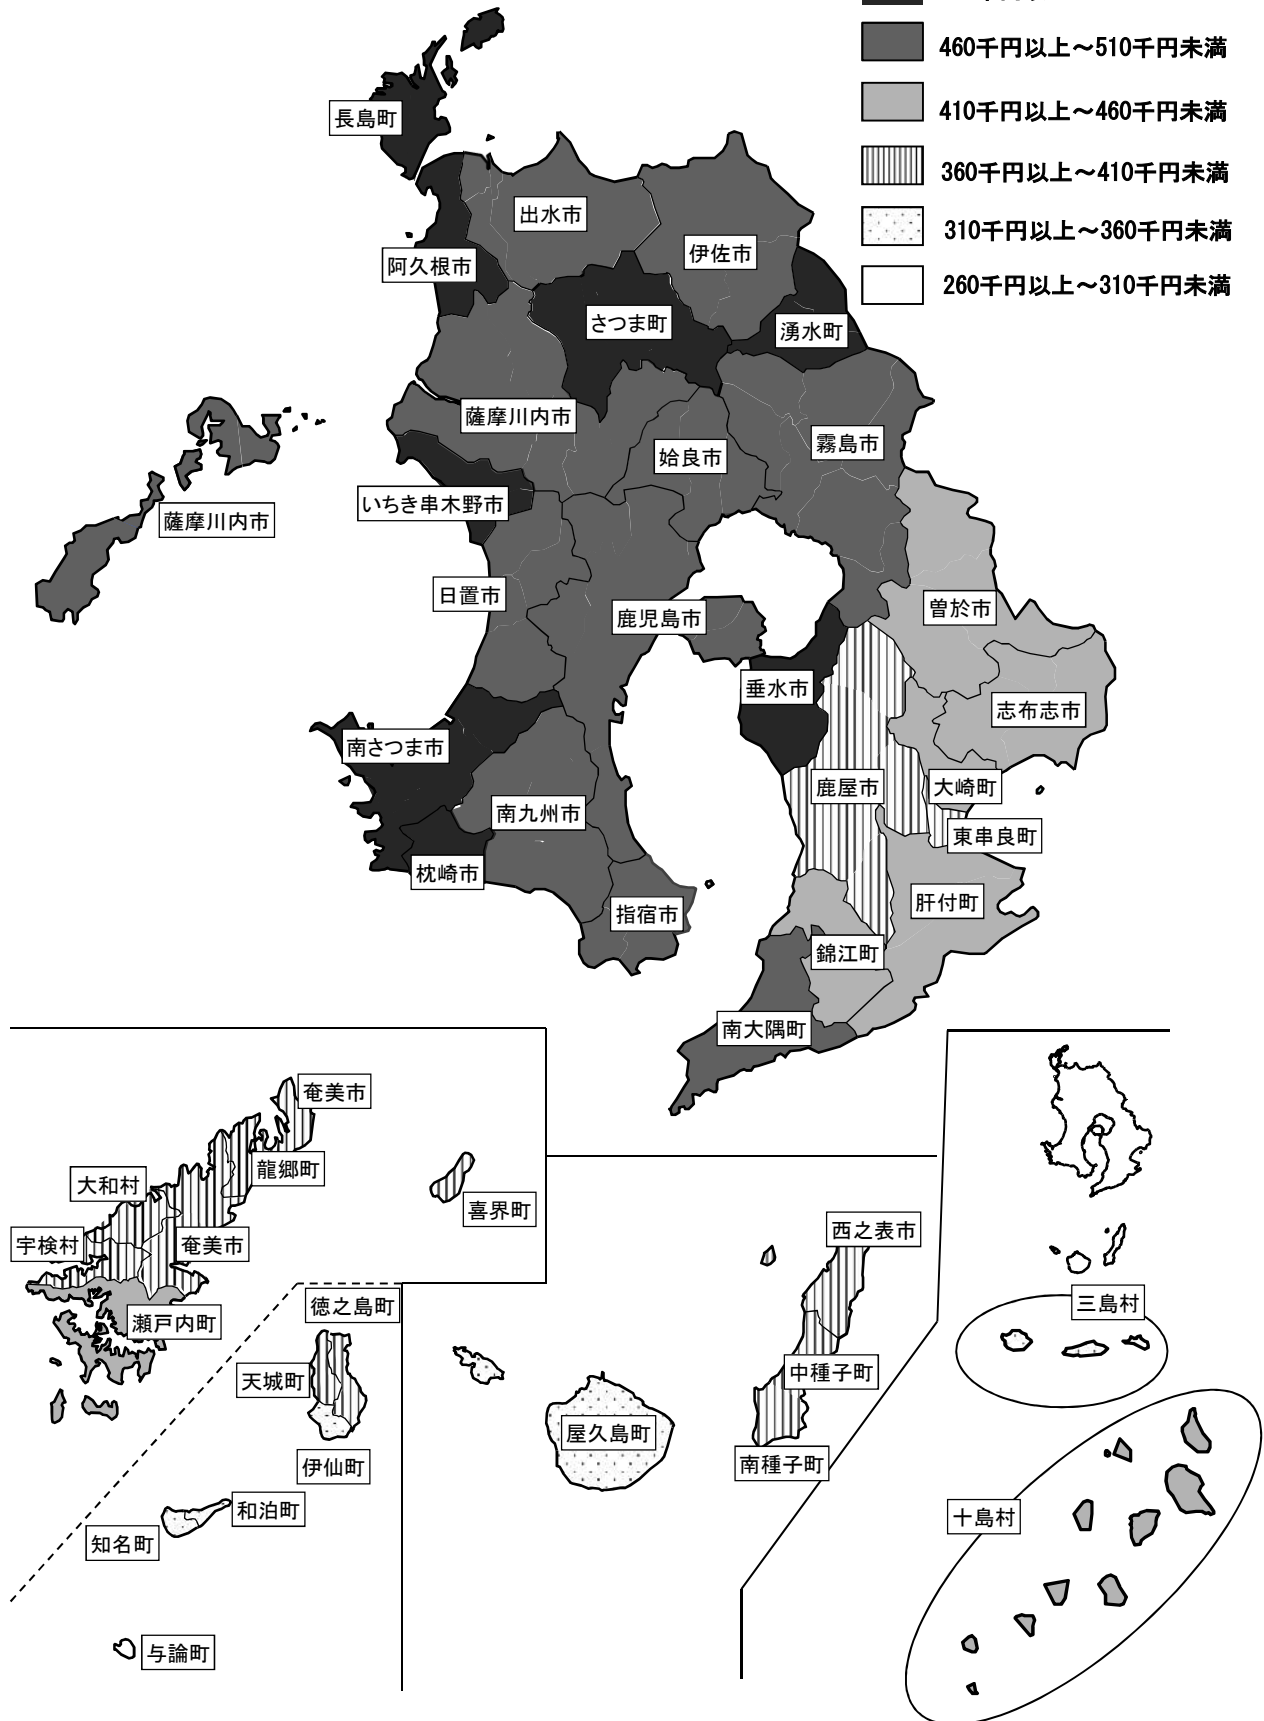 460千円以上～510千円未満
410千円以上～460千円未満
360千円以上～410千円未満
310千円以上～360千円未満
260千円以上～310千円未満
長島町
出水市
阿久根市
伊佐市
さつま町
湧水町
薩摩川内市
姶良市
霧島市
いちき串木野市
薩摩川内市
日置市
鹿児島市
曽於市
垂水市
志布志市
南さつま市
鹿屋市
大崎町
南九州市
東串良町
枕崎市
指宿市
肝付町
錦江町
南大隅町
奄美市
龍郷町
大和村
喜界町
宇検村
奄美市
瀬戸内町
西之表市
三島村
徳之島町
天城町
中種子町
屋久島町
伊仙町
南種子町
和泊町
知名町
十島村
与論町